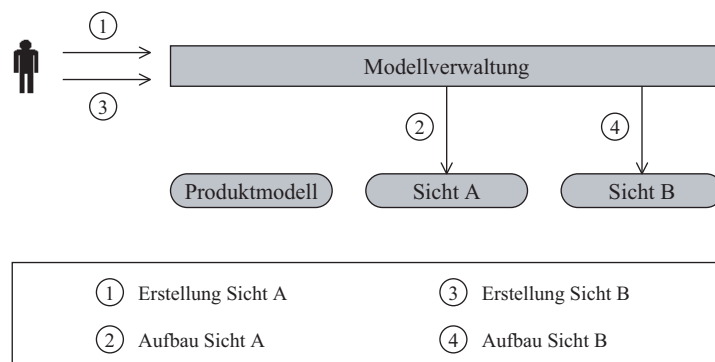 1
Modellverwaltung
3
2
4
Produktmodell Sicht A Sicht B
1 Erstellung Sicht A 3 Erstellung Sicht B
2 Aufbau Sicht A 4 Aufbau Sicht B